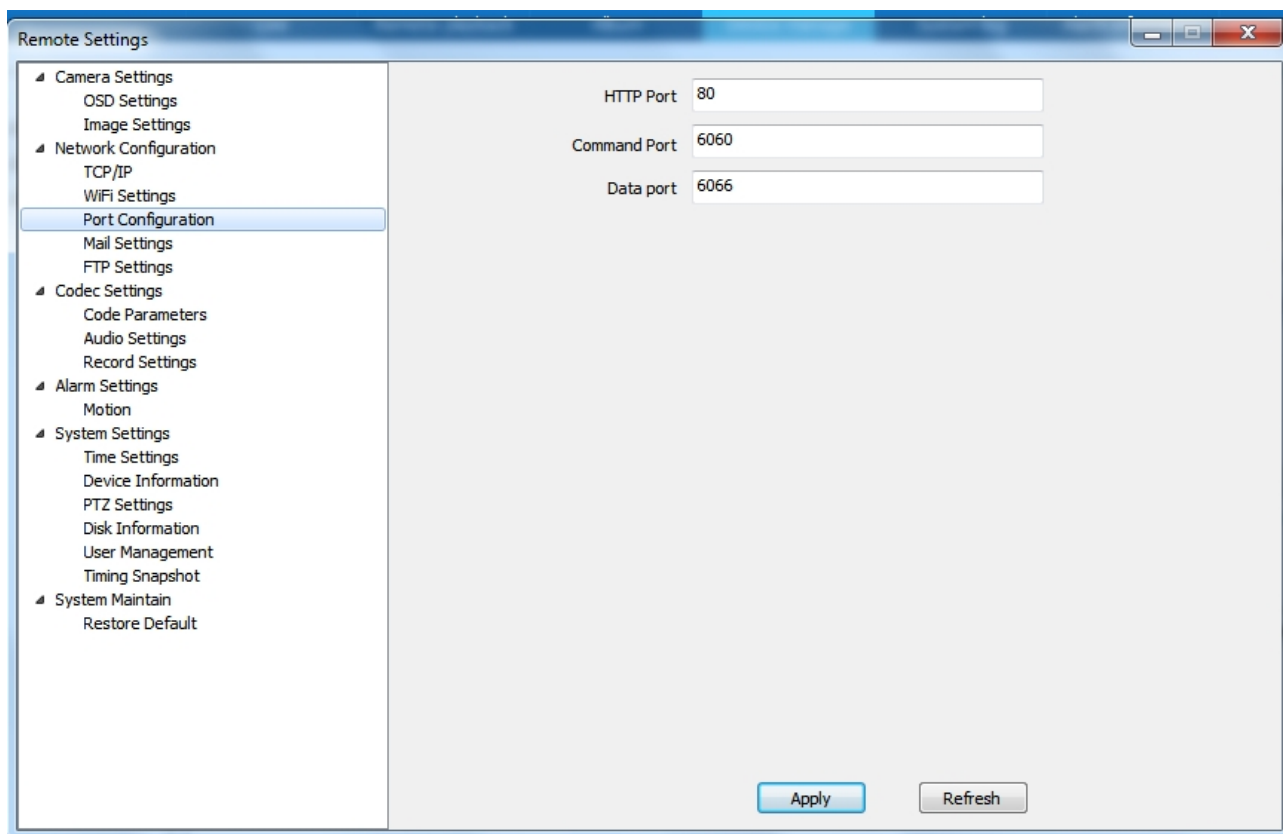 Remote Settings
Camera Settings
OSD Settings
Image Settings
Network Configuration
TCP/IP
WiFi Settings
Port Configuration
Mail Settings
FTP Settings
Codec Settings
Code Parameters
Audio Settings
Record Settings
Alarm Settings
Motion
System Settings
Time Settings
Device Information
PTZ Settings
Disk Information
User Management
Timing Snapshot
System Maintain
Restore Default
HTTP Port 80
Command Port 6060
Data port 6066
Apply Refresh